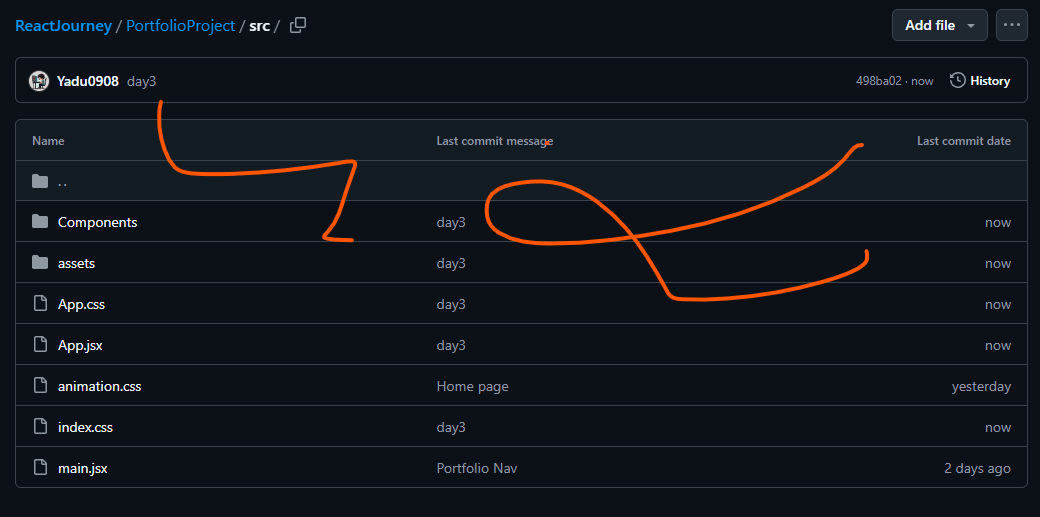 ReactJourney / PortfolioProject / src / Add file
Yadu0908 day3 498ba02 · now History
Name Last commit message Last commit date
..
Components day3 now
assets day3 now
App.css day3 now
App.jsx day3 now
animation.css Home page yesterday
index.css day3 now
main.jsx Portfolio Nav 2 days ago